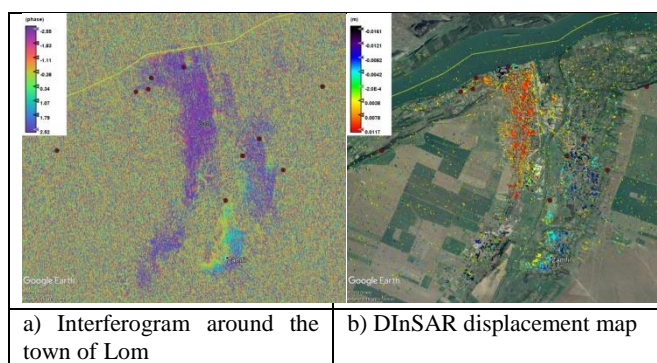 (phase)
-2.55
-1.83
-1.11
-0.38
0.34
1.07
1.79
2.52
Google Earth
(m)
-0.0161
-0.0121
-0.0082
-0.0042
-2.0E-4
0.0038
0.0078
0.0117
Google Earth
a) Interferogram around the
town of Lom
b) DInSAR displacement map